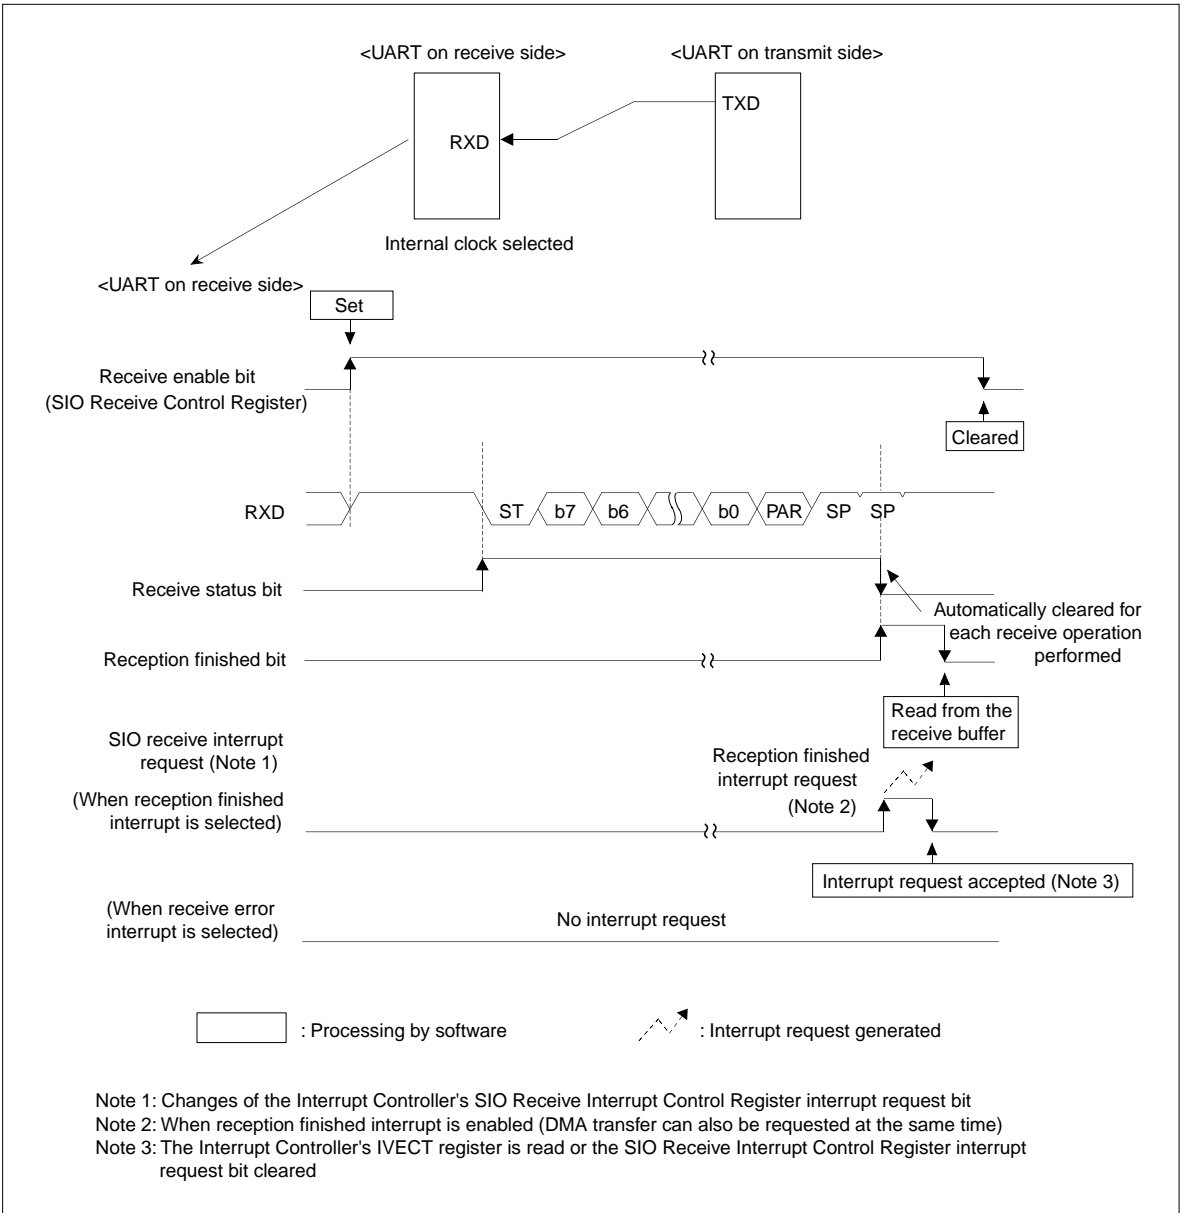 <UART on receive side>
<UART on transmit side>
TXD
RXD
Internal clock selected
<UART on receive side>
Set
Receive enable bit
(SIO Receive Control Register)
Cleared
RXD
ST
b7
b6
b0
PAR
SP
SP
Receive status bit
Automatically cleared for
each receive operation
performed
Reception finished bit
Read from the
receive buffer
SIO receive interrupt
request (Note 1)
Reception finished
interrupt request
(Note 2)
(When reception finished
interrupt is selected)
Interrupt request accepted (Note 3)
(When receive error
interrupt is selected)
No interrupt request
: Processing by software
: Interrupt request generated
Note 1: Changes of the Interrupt Controller's SIO Receive Interrupt Control Register interrupt request bit
Note 2: When reception finished interrupt is enabled (DMA transfer can also be requested at the same time)
Note 3: The Interrupt Controller's IVECT register is read or the SIO Receive Interrupt Control Register interrupt
request bit cleared